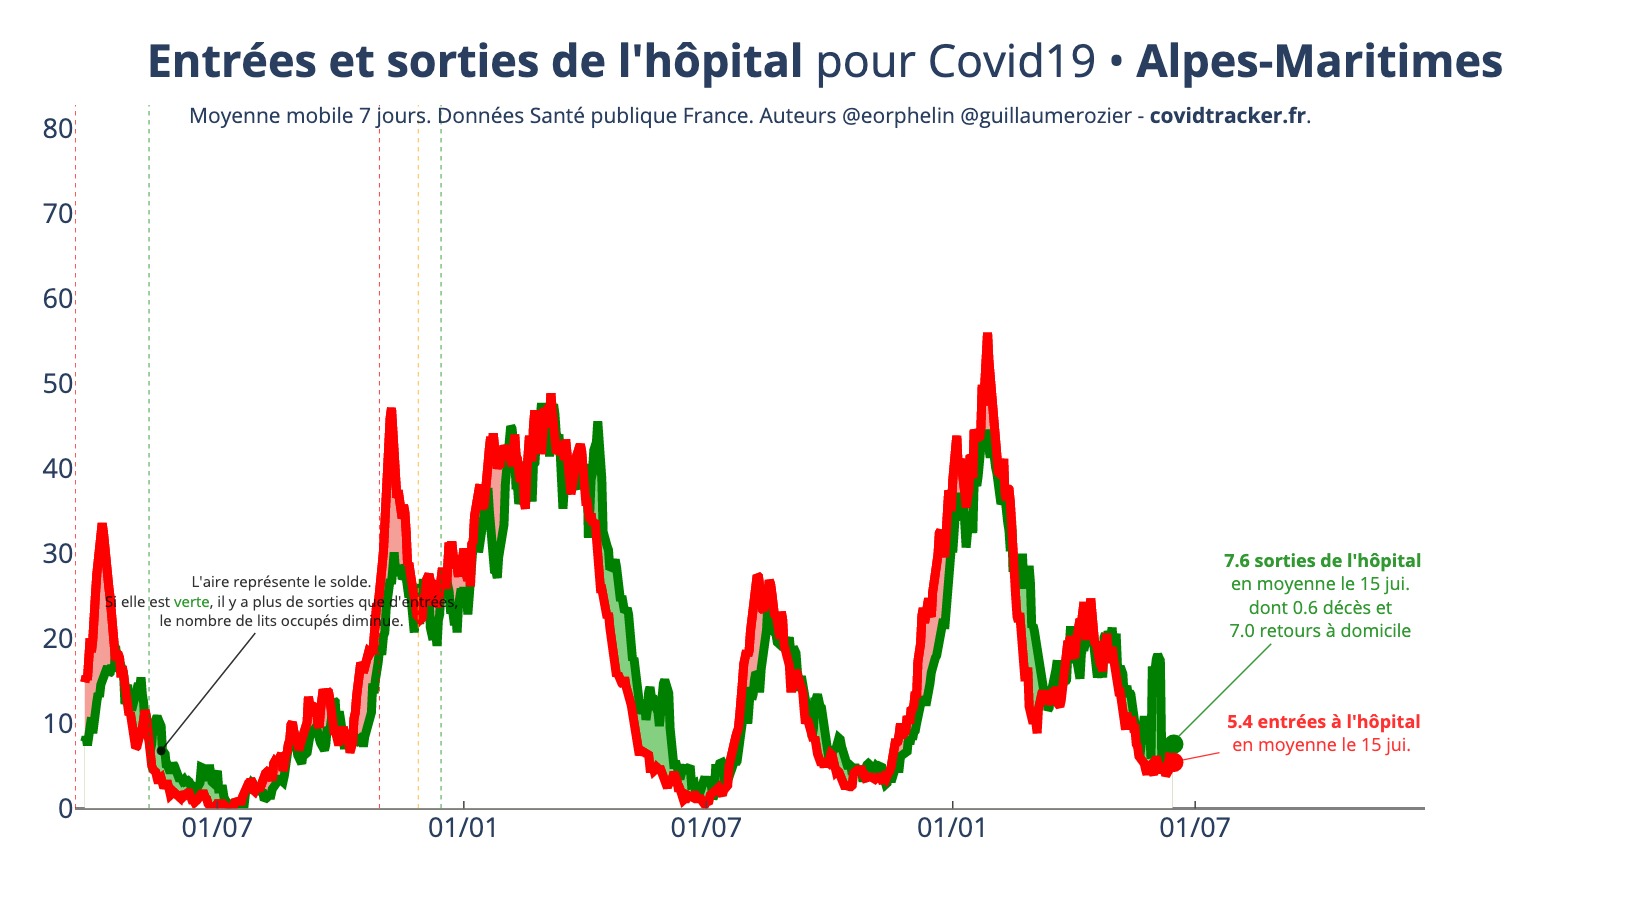 Entrées et sorties de l'hôpital pour Covid19 • Alpes-Maritimes
Moyenne mobile 7 jours. Données Santé publique France. Auteurs @eorphelin @guillaumerozier - covidtracker.fr.
80
70
60
50
40
30
20
10
0
L'aire représente le solde.
Si elle est verte, il y a plus de sorties que d'entrées,
le nombre de lits occupés diminue.
7.6 sorties de l'hôpital
en moyenne le 15 jui.
dont 0.6 décès et
7.0 retours à domicile
5.4 entrées à l'hôpital
en moyenne le 15 jui.
01/07
01/01
01/07
01/01
01/07